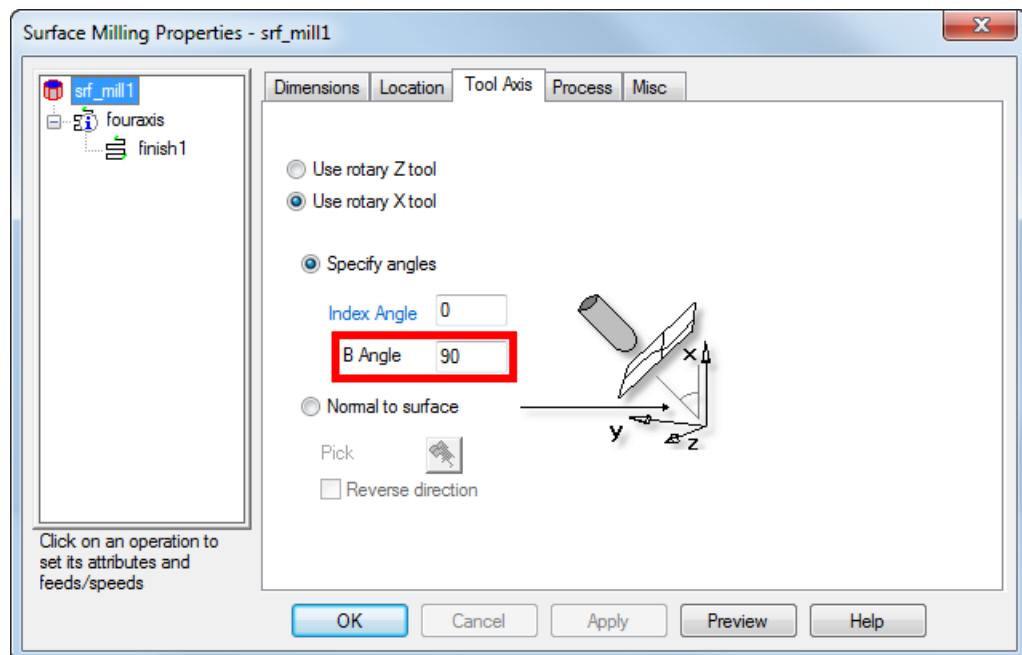 Surface Milling Properties - srf_mill1
srf_mill1
fouraxis
finish1
Click on an operation to
set its attributes and
feeds/speeds
Dimensions Location Tool Axis Process Misc
Use rotary Z tool
Use rotary X tool
Specify angles
Index Angle 0
B Angle 90
Normal to surface
Pick
Reverse direction
x
y
z
OK Cancel Apply Preview Help